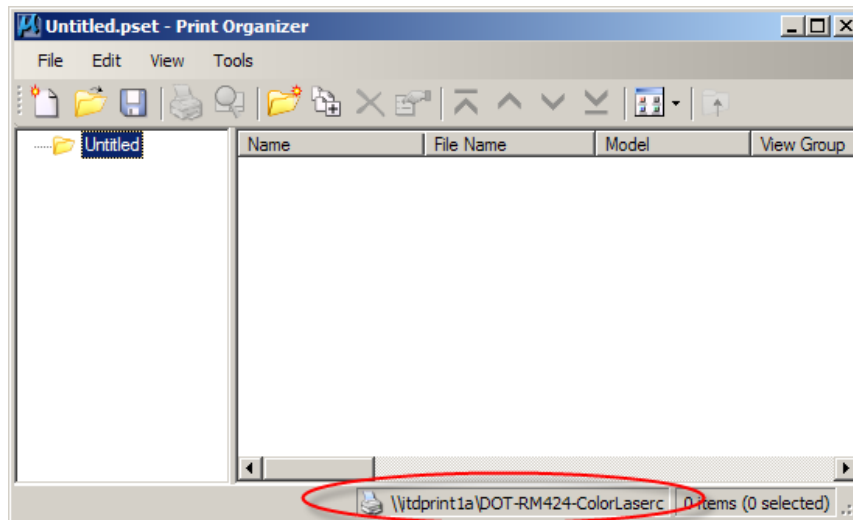 Untitled.pset - Print Organizer
File Edit View Tools
Untitled
Name File Name Model View Group
\\itdprint1a\DOT-RM424-ColorLaserc 0 items (0 selected)